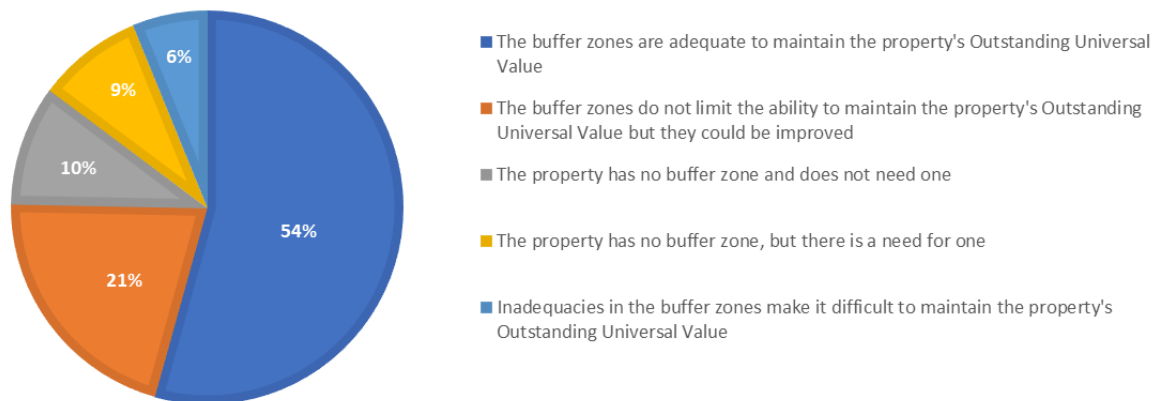 6%
9%
10%
21%
54%
The buffer zones are adequate to maintain the property's Outstanding Universal
Value
The buffer zones do not limit the ability to maintain the property's Outstanding
Universal Value but they could be improved
The property has no buffer zone and does not need one
The property has no buffer zone, but there is a need for one
Inadequacies in the buffer zones make it difficult to maintain the property's
Outstanding Universal Value